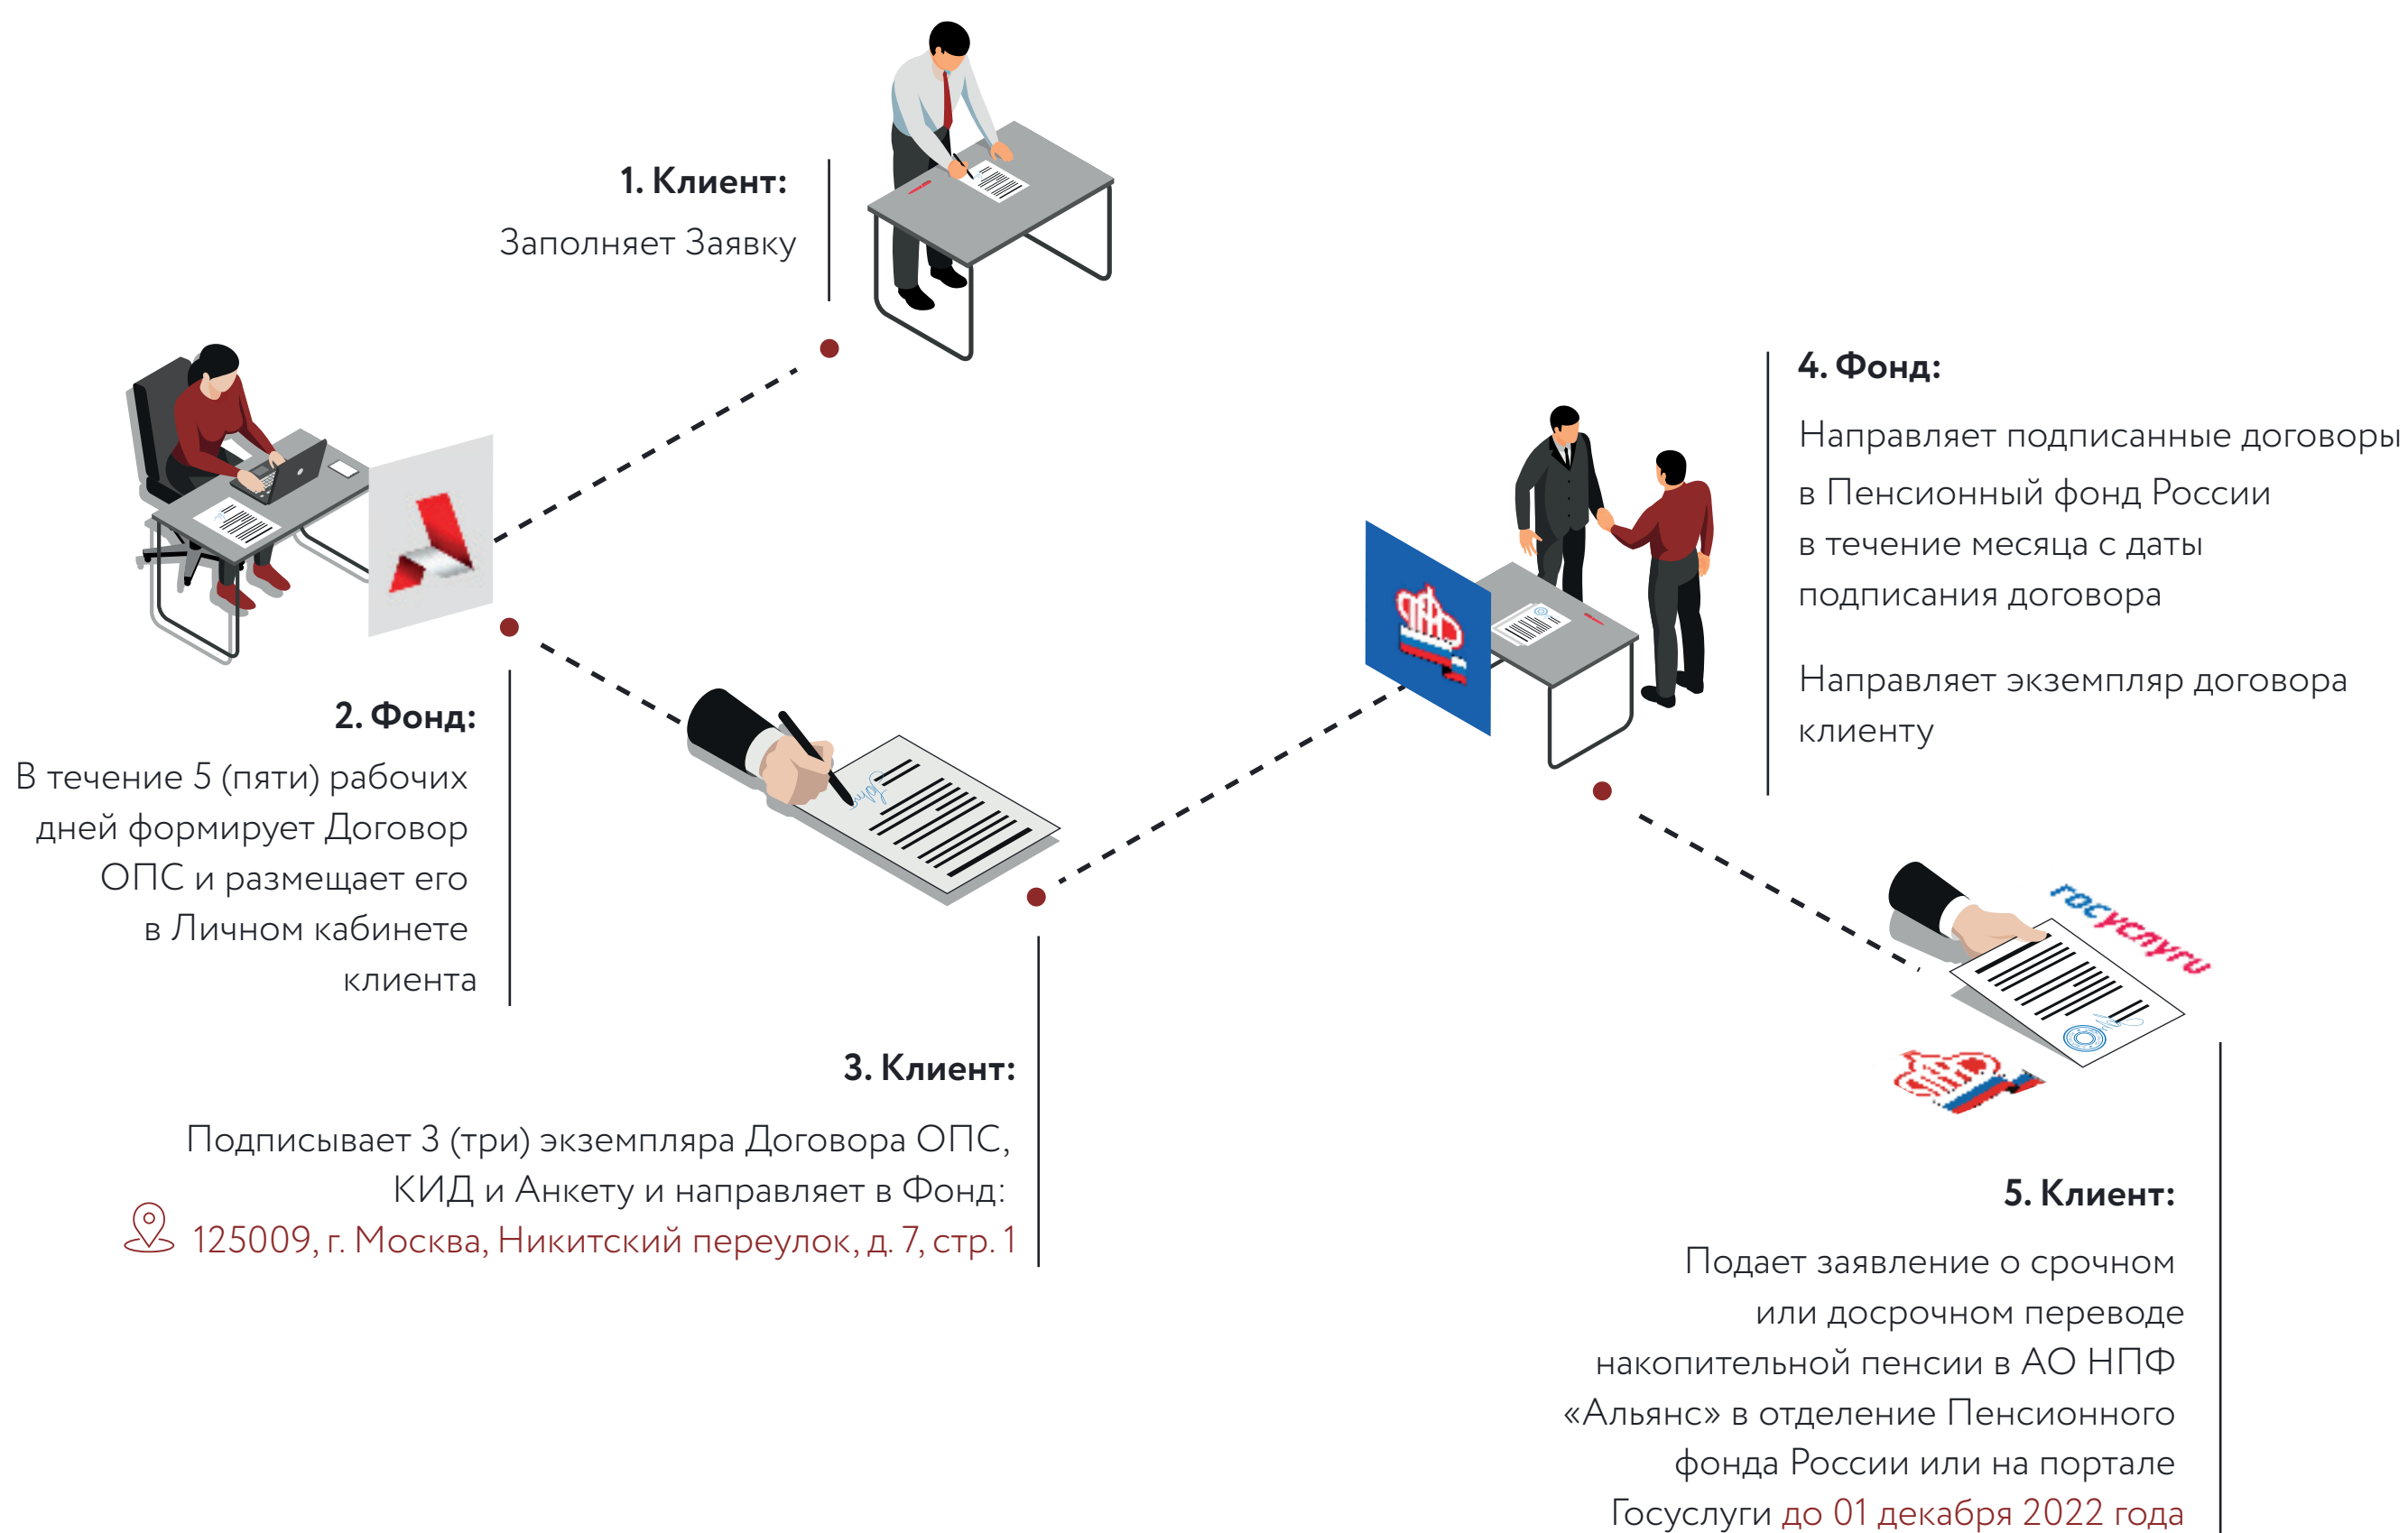 1. Клиент:
Заполняет Заявку
2. Фонд:
В течение 5 (пяти) рабочих
дней формирует Договор
ОПС и размещает его
в Личном кабинете
клиента
3. Клиент:
Подписывает 3 (три) экземпляра Договора ОПС,
КИД и Анкету и направляет в Фонд:
125009, г. Москва, Никитский переулок, д. 7, стр. 1
4. Фонд:
Направляет подписанные договоры
в Пенсионный фонд России
в течение месяца с даты
подписания договора
Направляет экземпляр договора
клиенту
госуслуги
5. Клиент:
Подает заявление о срочном
или досрочном переводе
накопительной пенсии в АО НПФ
«Альянс» в отделение Пенсионного
фонда России или на портале
Госуслуги до 01 декабря 2022 года